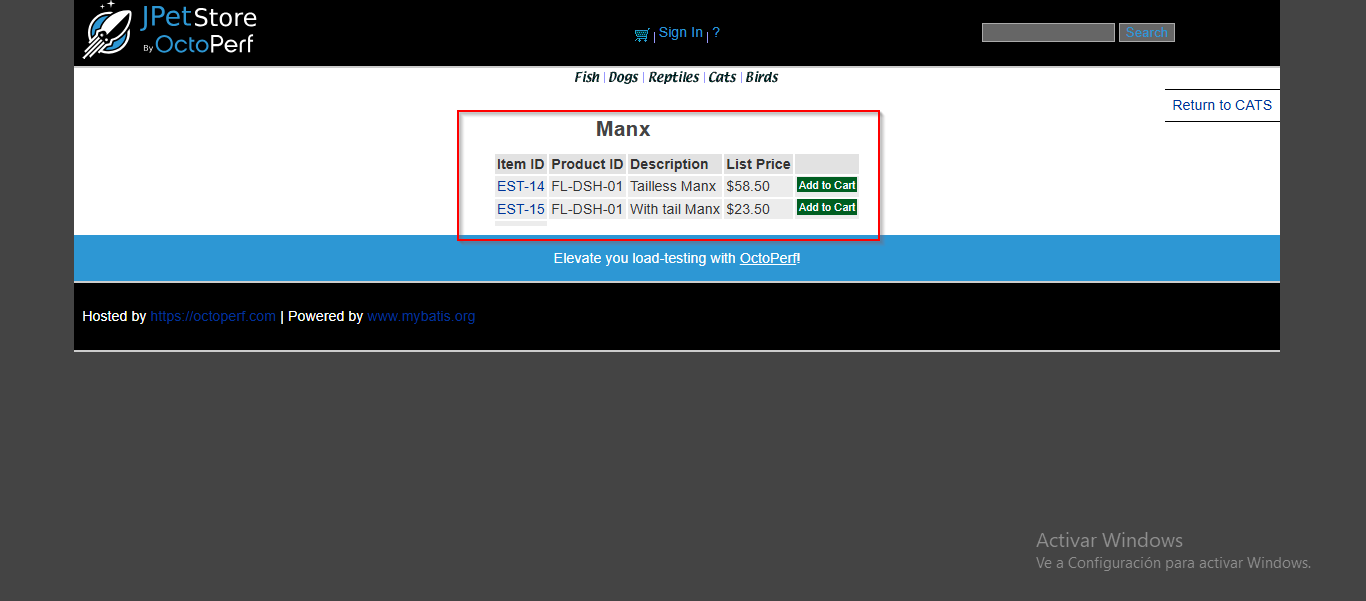 JPetStore
By OctoPerf
Sign In ?
Search
Fish Dogs Reptiles Cats Birds
Return to CATS
Manx
Item ID Product ID Description List Price
EST-14 FL-DSH-01 Tailless Manx $58.50 Add to Cart
EST-15 FL-DSH-01 With tail Manx $23.50 Add to Cart
Elevate you load-testing with OctoPerf!
Hosted by https://octoperf.com | Powered by www.mybatis.org
Activar Windows
Ve a Configuración para activar Windows.